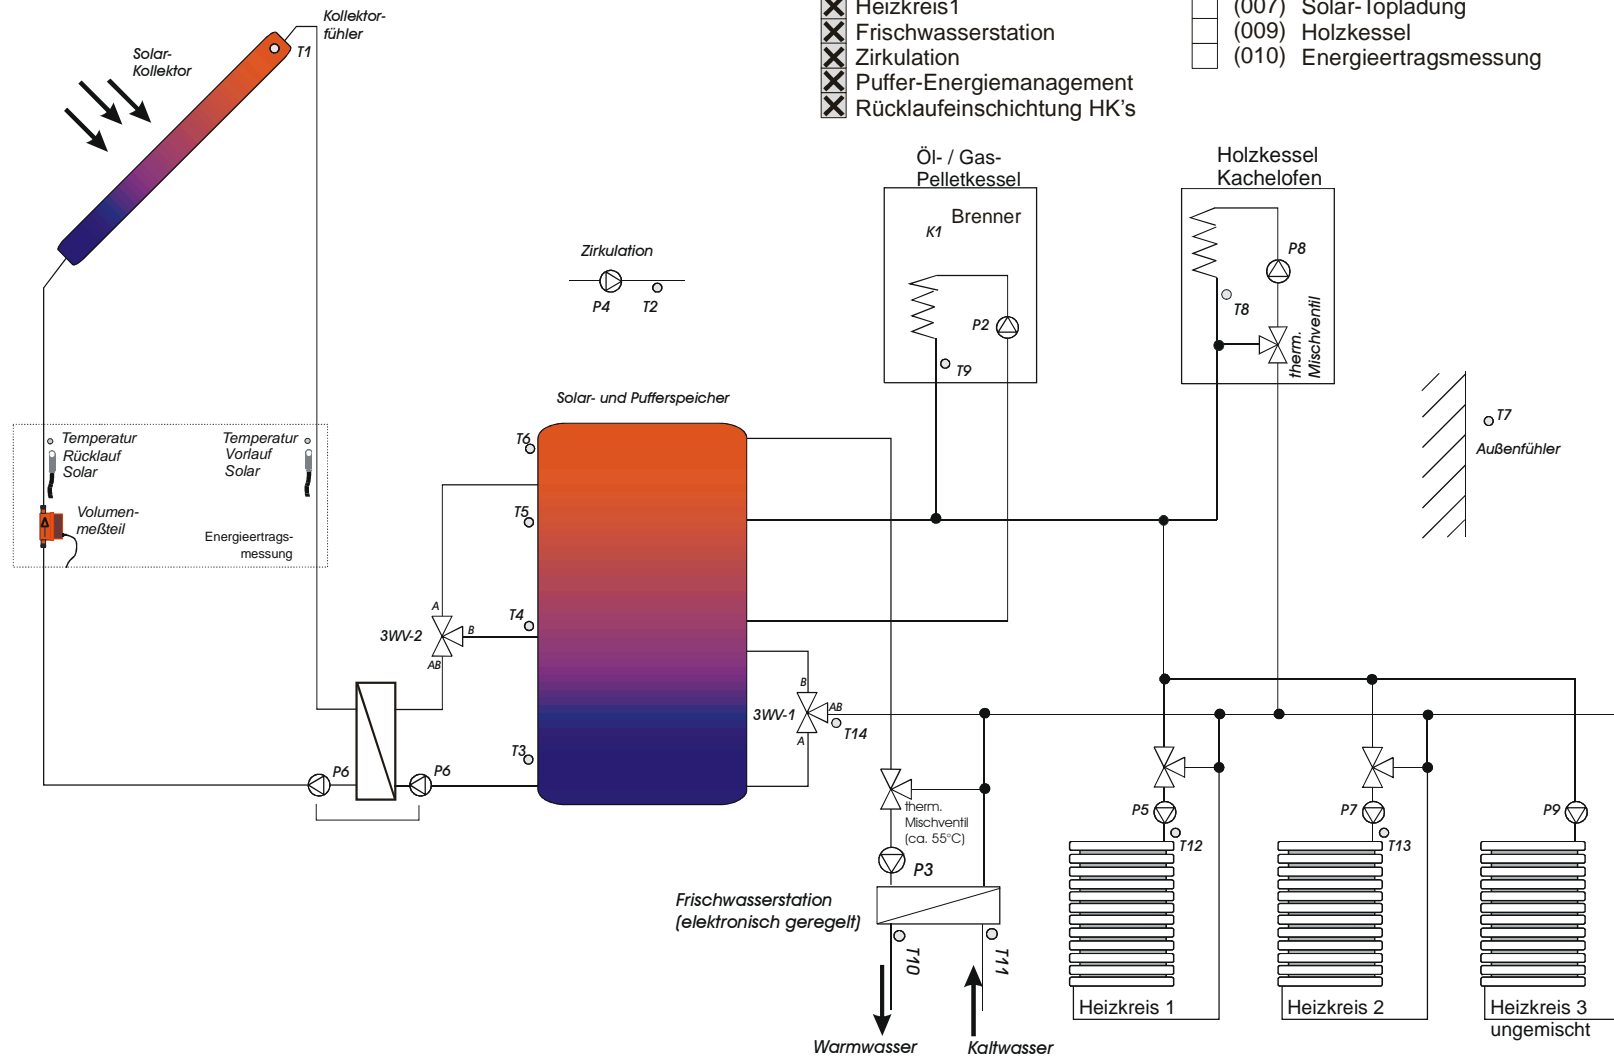 Heizkreis1
Frischwasserstation
Zirkulation
Puffer-Energiemanagement
Rücklaufeinschichtung HK's
(007) Solar-Topladung
(009) Holzkessel
(010) Energieertragsmessung
Kollektor-
fühler
T1
Solar-
Kollektor
Öl- / Gas-
Pelletkessel
Brenner
K1
P2
T9
Holzkessel
Kachelofen
P8
T8
therm.
Mischventil
Zirkulation
P4
T2
T7
Außenfühler
Solar- und Pufferspeicher
T6
T5
T4
T3
Temperatur
Rücklauf
Solar
Temperatur
Vorlauf
Solar
Volumen-
meßteil
Energieertrags-
messung
A
3WV-2
B
AB
B
3WV-1
AB
A
T14
P6
P6
therm.
Mischventil
(ca. 55°C)
P3
Frischwasserstation
(elektronisch geregelt)
T10
T11
Warmwasser
Kaltwasser
P5
T12
P7
T13
P9
Heizkreis 1
Heizkreis 2
Heizkreis 3
ungemischt